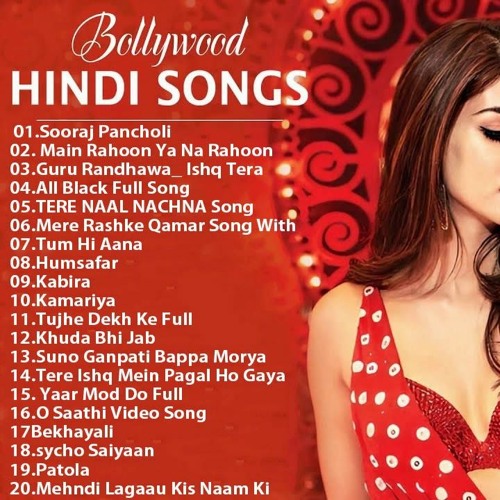 Bollywood
HINDI SONGS
01.Sooraj Pancholi
02. Main Rahoon Ya Na Rahoon
03.Guru Randhawa_ Ishq Tera
04.All Black Full Song
05.TERE NAAL NACHNA Song
06.Mere Rashke Qamar Song With
07.Tum Hi Aana
08.Humsafar
09.Kabira
10.Kamariya
11.Tujhe Dekh Ke Full
12.Khuda Bhi Jab
13.Suno Ganpati Bappa Morya
14.Tere Ishq Mein Pagal Ho Gaya
15. Yaar Mod Do Full
16.O Saathi Video Song
17Bekhayali
18.sycho Saiyaan
19.Patola
20.Mehndi Lagaau Kis Naam Ki